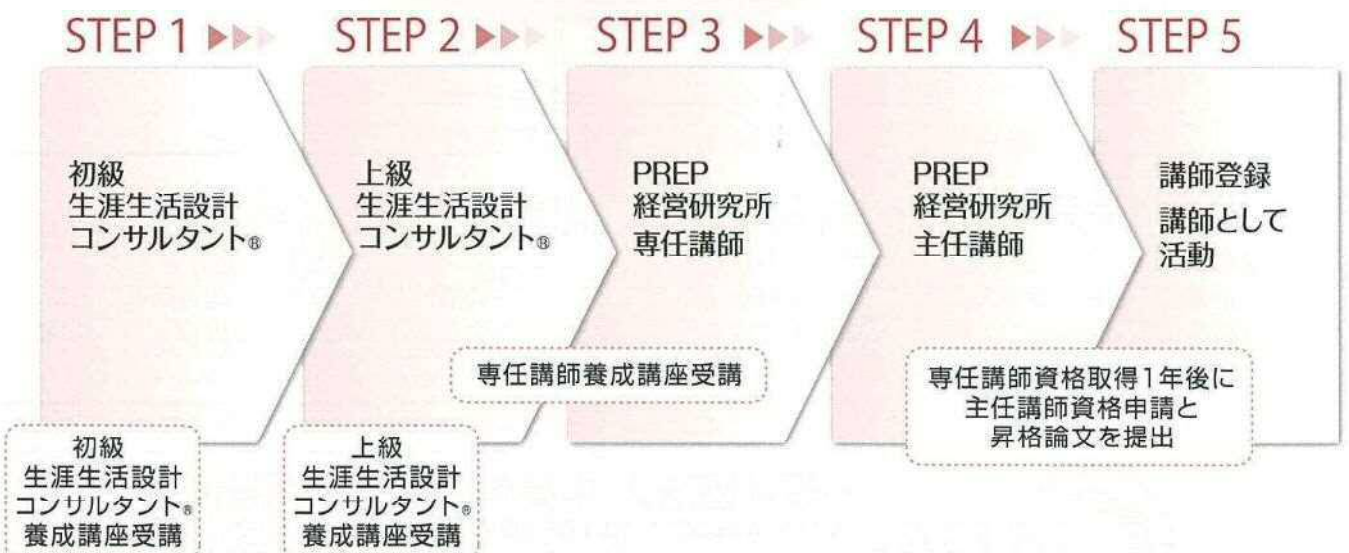 STEP 1
STEP 2
STEP 3
STEP 4
STEP 5
初級
生涯生活設計
コンサルタント®
上級
生涯生活設計
コンサルタント®
PREP
経営研究所
専任講師
PREP
経営研究所
主任講師
講師登録
講師として
活動
専任講師養成講座受講
専任講師資格取得1年後に
主任講師資格申請と
昇格論文を提出
初級
生涯生活設計
コンサルタント®
養成講座受講
上級
生涯生活設計
コンサルタント®
養成講座受講